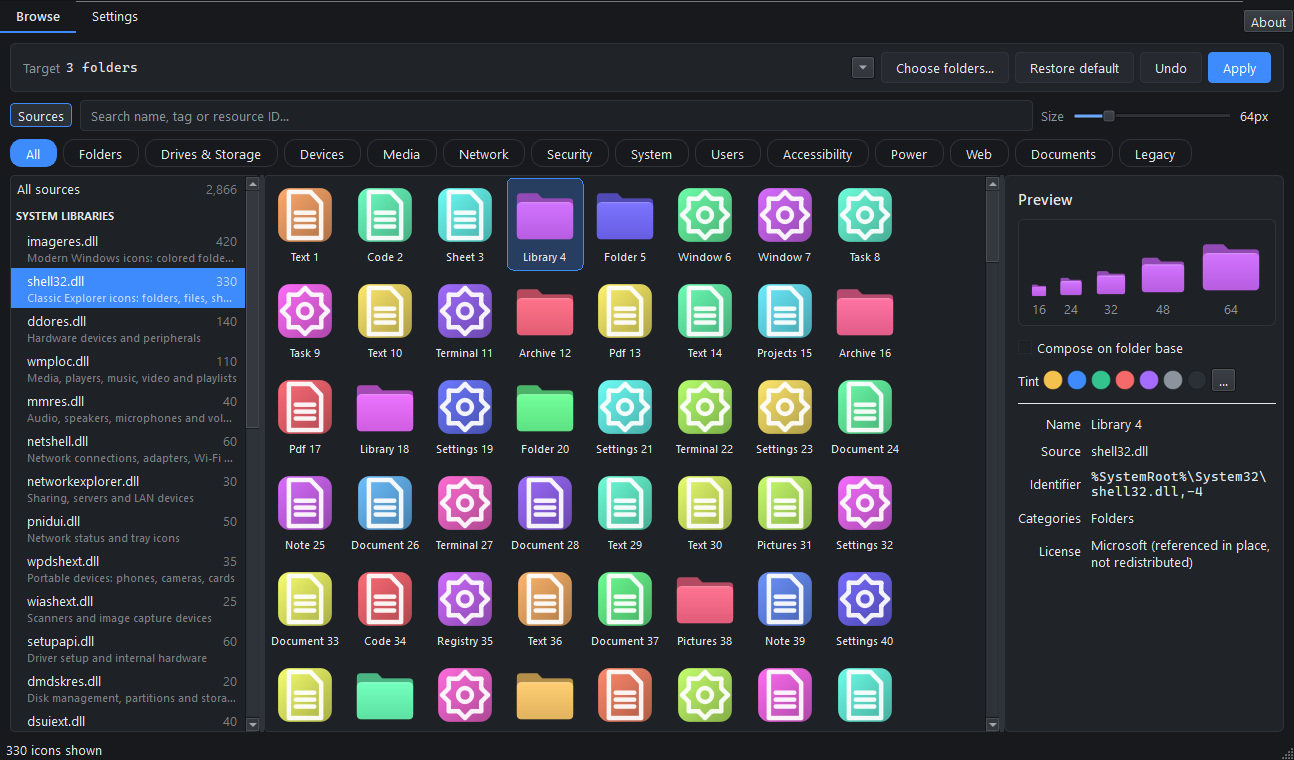 Browse
Settings
About
Target 3 folders
Choose folders...
Restore default
Undo
Apply
Sources
Search name, tag or resource ID...
Size
64px
All
Folders
Drives & Storage
Devices
Media
Network
Security
System
Users
Accessibility
Power
Web
Documents
Legacy
All sources 2,866
SYSTEM LIBRARIES
imageres.dll 420
Modern Windows icons: colored folde...
shell32.dll 330
Classic Explorer icons: folders, files, sh...
ddores.dll 140
Hardware devices and peripherals
wmploc.dll 110
Media, players, music, video and playlists
mmres.dll 40
Audio, speakers, microphones and vol...
netshell.dll 60
Network connections, adapters, Wi-Fi ...
networkexplorer.dll 30
Sharing, servers and LAN devices
pnidui.dll 50
Network status and tray icons
wpdshext.dll 35
Portable devices: phones, cameras, cards
wiashext.dll 25
Scanners and image capture devices
setupapi.dll 60
Driver setup and internal hardware
dmdskres.dll 20
Disk management, partitions and stora...
dsuiext.dll 40
Text 1
Code 2
Sheet 3
Library 4
Folder 5
Window 6
Window 7
Task 8
Task 9
Text 10
Terminal 11
Archive 12
Pdf 13
Text 14
Projects 15
Archive 16
Pdf 17
Library 18
Settings 19
Folder 20
Settings 21
Terminal 22
Settings 23
Document 24
Note 25
Document 26
Terminal 27
Document 28
Text 29
Text 30
Pictures 31
Settings 32
Document 33
Code 34
Registry 35
Text 36
Document 37
Pictures 38
Note 39
Settings 40
Preview
16
24
32
48
64
Compose on folder base
Tint
...
Name Library 4
Source shell32.dll
Identifier %SystemRoot%\System32\
shell32.dll,-4
Categories Folders
License Microsoft (referenced in place,
not redistributed)
330 icons shown